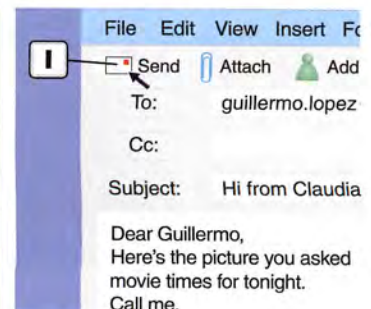 File Edit View Insert
I
Send Attach Add
To: guillermo.lopez
Cc:
Subject: Hi from Claudia
Dear Guillermo,
Here's the picture you asked
movie times for tonight.
Call me.